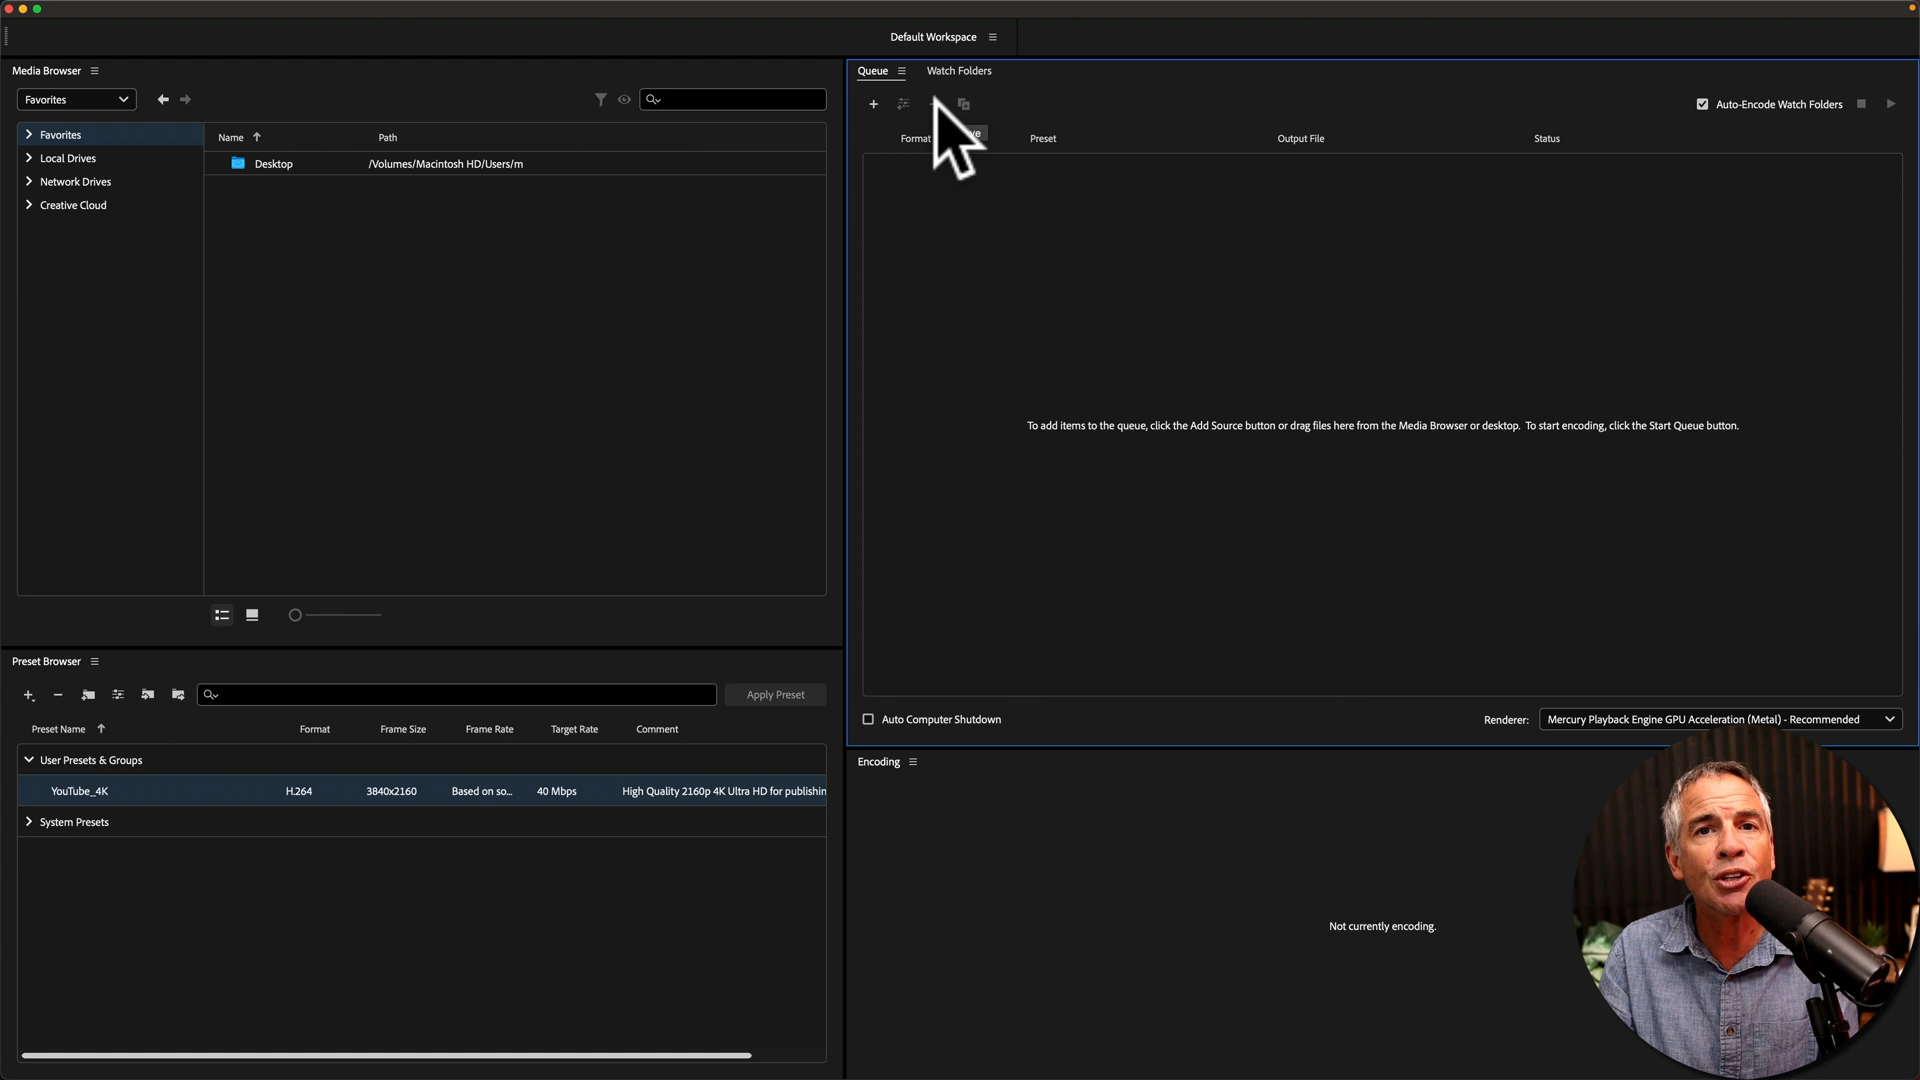 Default Workspace
Media Browser
Favorites
Favorites
Local Drives
Network Drives
Creative Cloud
Name
Path
Desktop
/Volumes/Macintosh HD/Users/m
Preset Browser
Apply Preset
Preset Name
Format
Frame Size
Frame Rate
Target Rate
Comment
User Presets & Groups
YouTube_4K
H.264
3840x2160
Based on so...
40 Mbps
High Quality 2160p 4K Ultra HD for publishin
System Presets
Queue
Watch Folders
Auto-Encode Watch Folders
Format
Preset
Output File
Status
To add items to the queue, click the Add Source button or drag files here from the Media Browser or desktop. To start encoding, click the Start Queue button.
Auto Computer Shutdown
Renderer:
Mercury Playback Engine GPU Acceleration (Metal) - Recommended
Encoding
Not currently encoding.